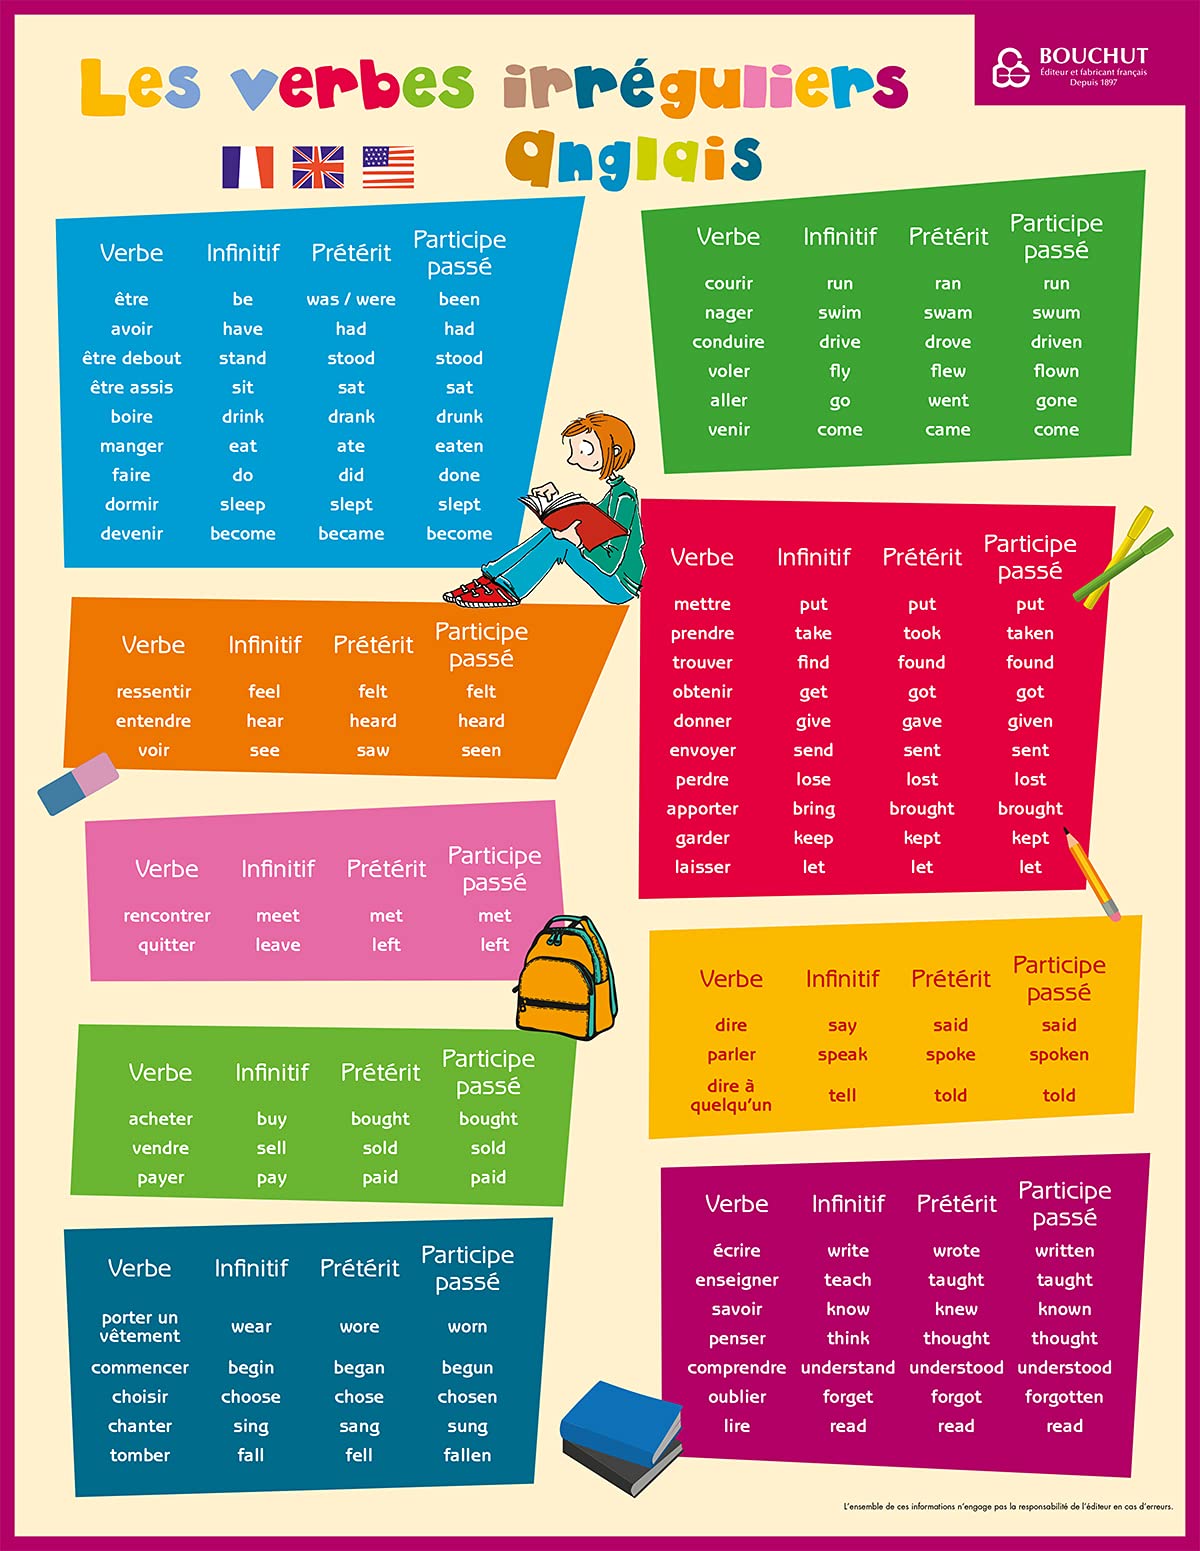 Les verbes irréguliers
anglais
BOUCHUT
Éditeur et fabricant français
Depuis 1897
Verbe Infinitif Prétérit Participe passé
être be was / were been
avoir have had had
être debout stand stood stood
être assis sit sat sat
boire drink drank drunk
manger eat ate eaten
faire do did done
dormir sleep slept slept
devenir become became become
Verbe Infinitif Prétérit Participe passé
courir run ran run
nager swim swam swum
conduire drive drove driven
voler fly flew flown
aller go went gone
venir come came come
Verbe Infinitif Prétérit Participe passé
ressentir feel felt felt
entendre hear heard heard
voir see saw seen
Verbe Infinitif Prétérit Participe passé
mettre put put put
prendre take took taken
trouver find found found
obtenir get got got
donner give gave given
envoyer send sent sent
perdre lose lost lost
apporter bring brought brought
garder keep kept kept
laisser let let let
Verbe Infinitif Prétérit Participe passé
rencontrer meet met met
quitter leave left left
Verbe Infinitif Prétérit Participe passé
dire say said said
parler speak spoke spoken
dire à quelqu'un tell told told
Verbe Infinitif Prétérit Participe passé
acheter buy bought bought
vendre sell sold sold
payer pay paid paid
Verbe Infinitif Prétérit Participe passé
écrire write wrote written
enseigner teach taught taught
savoir know knew known
penser think thought thought
comprendre understand understood understood
oublier forget forgot forgotten
lire read read read
Verbe Infinitif Prétérit Participe passé
porter un vêtement wear wore worn
commencer begin began begun
choisir choose chose chosen
chanter sing sang sung
tomber fall fell fallen
L'ensemble de ces informations n'engage pas la responsabilité de l'éditeur en cas d'erreurs.